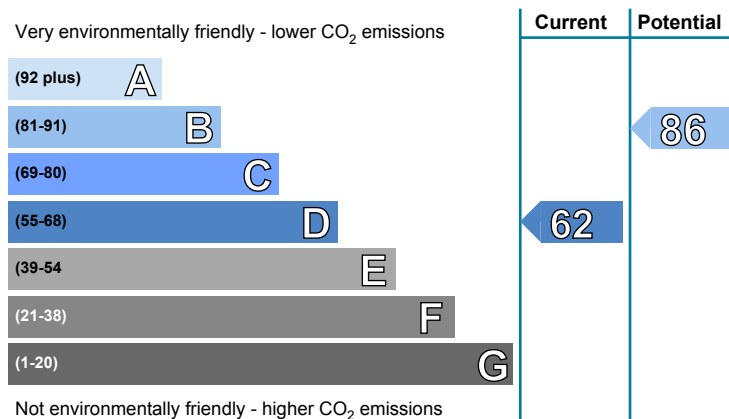 Current Potential
Very environmentally friendly - lower CO₂ emissions
(92 plus) A
(81-91) B 86
(69-80) C
(55-68) D 62
(39-54 E
(21-38) F
(1-20) G
Not environmentally friendly - higher CO₂ emissions